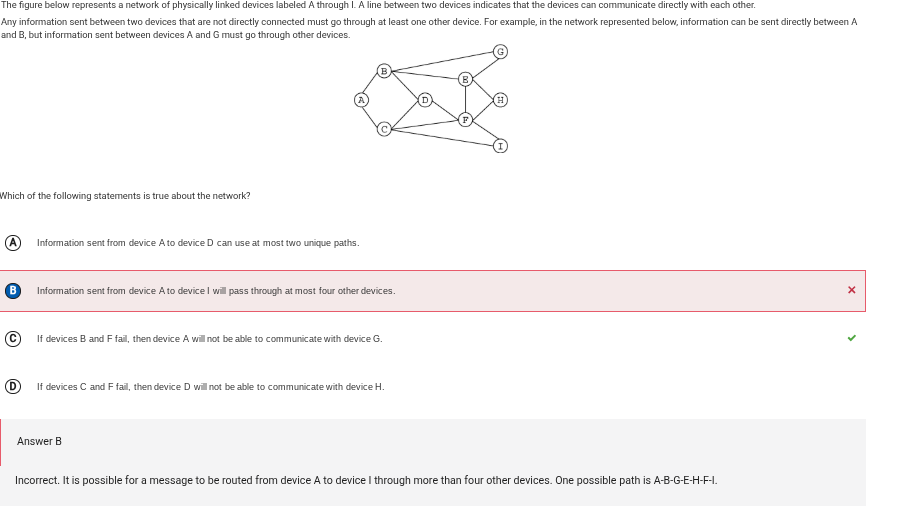 The figure below represents a network of physically linked devices labeled A through I. A line between two devices indicates that the devices can communicate directly with each other.
Any information sent between two devices that are not directly connected must go through at least one other device. For example, in the network represented below, information can be sent directly between A
and B, but information sent between devices A and G must go through other devices.
G
B
E
A
D
H
F
C
I
Which of the following statements is true about the network?
A Information sent from device A to device D can use at most two unique paths.
B Information sent from device A to device I will pass through at most four other devices.
C If devices B and F fail, then device A will not be able to communicate with device G.
D If devices C and F fail, then device D will not be able to communicate with device H.
Answer B
Incorrect. It is possible for a message to be routed from device A to device I through more than four other devices. One possible path is A-B-G-E-H-F-I.